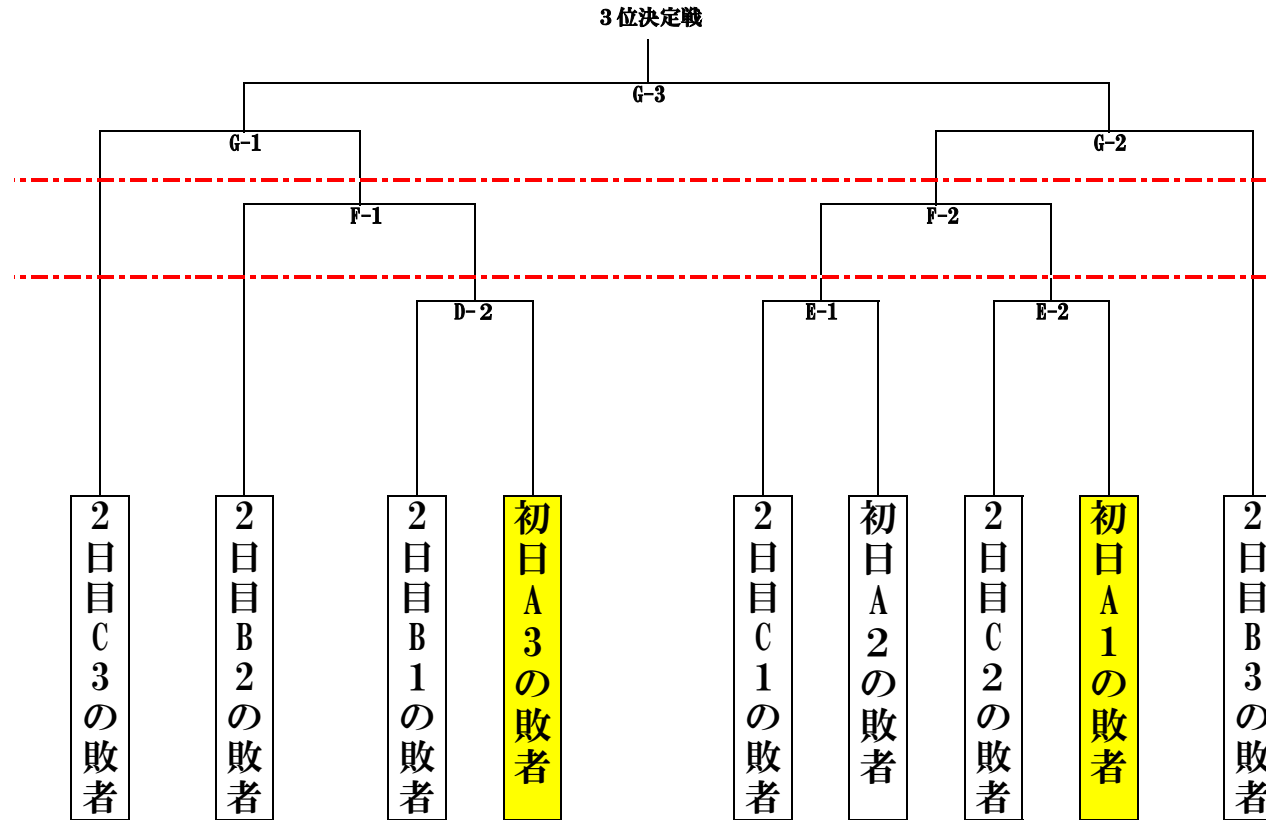 3位決定戦
G-3
G-1
G-2
F-1
F-2
D-2
E-1
E-2
2日目C3の敗者
2日目B2の敗者
2日目B1の敗者
初日A3の敗者
2日目C1の敗者
初日A2の敗者
2日目C2の敗者
初日A1の敗者
2日目B3の敗者